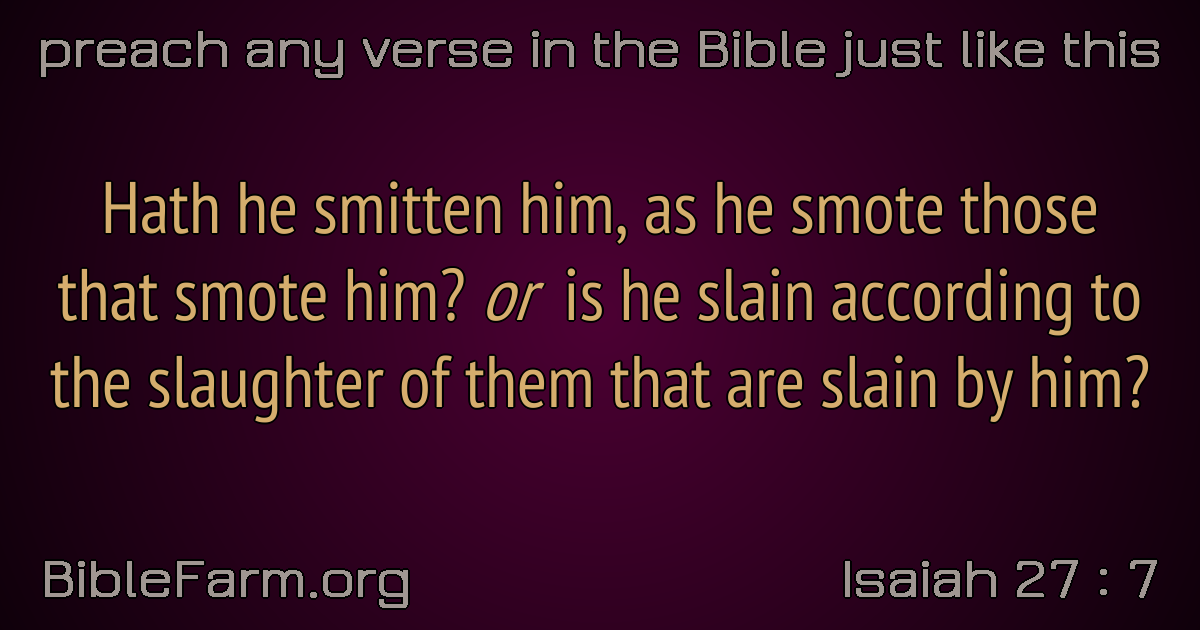 preach any verse in the Bible just like this
Hath he smitten him, as he smote those
that smote him? or is he slain according to
the slaughter of them that are slain by him?
BibleFarm.org
Isaiah 27 : 7